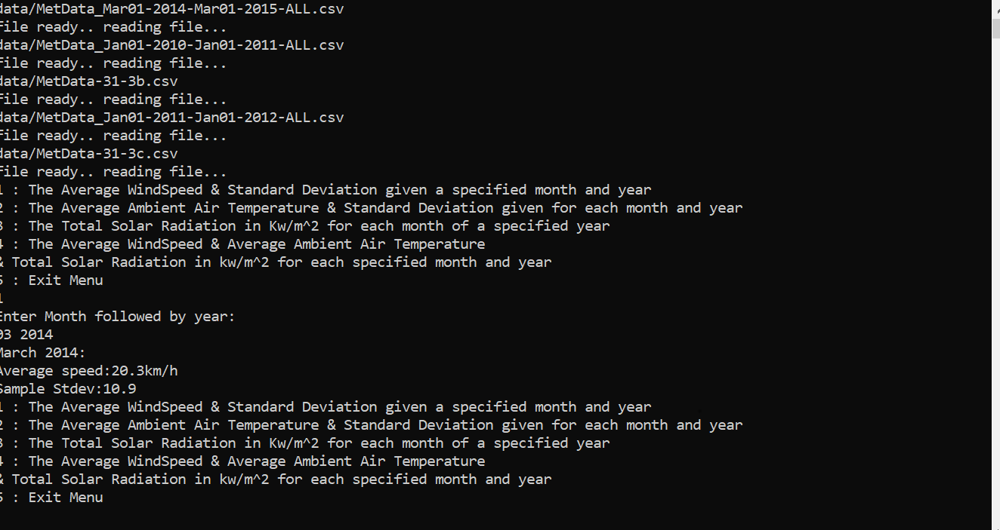 data/MetData_Mar01-2014-Mar01-2015-ALL.csv
file ready.. reading file...
data/MetData_Jan01-2010-Jan01-2011-ALL.csv
file ready.. reading file...
data/MetData-31-3b.csv
file ready.. reading file...
data/MetData_Jan01-2011-Jan01-2012-ALL.csv
file ready.. reading file...
data/MetData-31-3c.csv
file ready.. reading file...
1 : The Average WindSpeed & Standard Deviation given a specified month and year
2 : The Average Ambient Air Temperature & Standard Deviation given for each month and year
3 : The Total Solar Radiation in Kw/m^2 for each month of a specified year
4 : The Average WindSpeed & Average Ambient Air Temperature
& Total Solar Radiation in kw/m^2 for each specified month and year
5 : Exit Menu
1
Enter Month followed by year:
03 2014
March 2014:
Average speed:20.3km/h
Sample Stdev:10.9
1 : The Average WindSpeed & Standard Deviation given a specified month and year
2 : The Average Ambient Air Temperature & Standard Deviation given for each month and year
3 : The Total Solar Radiation in Kw/m^2 for each month of a specified year
4 : The Average WindSpeed & Average Ambient Air Temperature
& Total Solar Radiation in kw/m^2 for each specified month and year
5 : Exit Menu